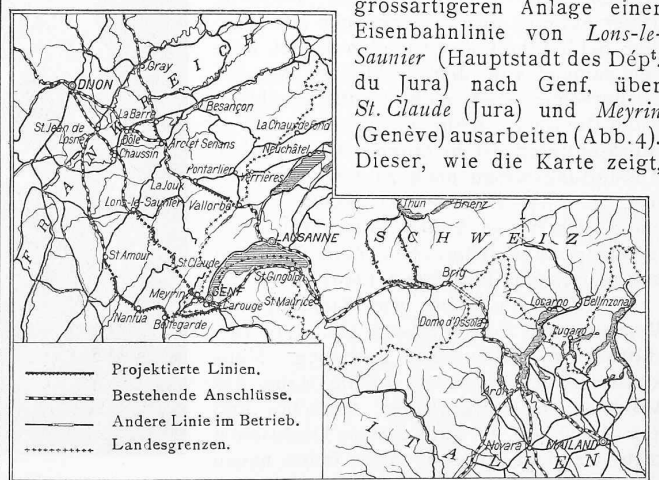 grossartigeren Anlage einer
Eisenbahnlinie von Lons-le-
Saunier (Hauptstadt des Dépt.
du Jura) nach Genf, über
St. Claude (Jura) und Meyrin
(Genève) ausarbeiten (Abb. 4).
Dieser, wie die Karte zeigt,
FRANKREICH
Gray
DIJON
La Barre
Besançon
St. Jean de
Losne
Dôle
Chaussin
Arc et Senans
La Chaux de Fond
Neuchâtel
Pontarlier
Verrières
La Joux
Lons-le-Saunier
Vallorbe
LAUSANNE
SCHWEIZ
Thun
Brienz
St Amour
St Claude
St Gingolph
Brig
Meyrin
GENF
Carouge
St Maurice
Locarno
Bellinzona
Nantua
Bellegarde
Domo d'Ossola
Lugano
Arona
ITALIEN
Novara
MAILAND
Projektierte Linien.
Bestehende Anschlüsse.
Andere Linie im Betrieb.
Landesgrenzen.